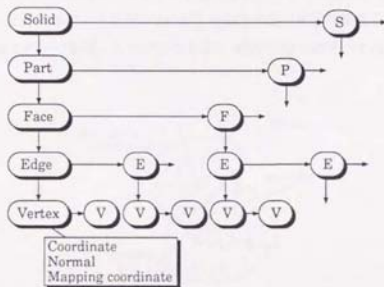 Solid S
Part P
Face F
Edge E E E
Vertex V V V V V
Coordinate
Normal
Mapping coordinate